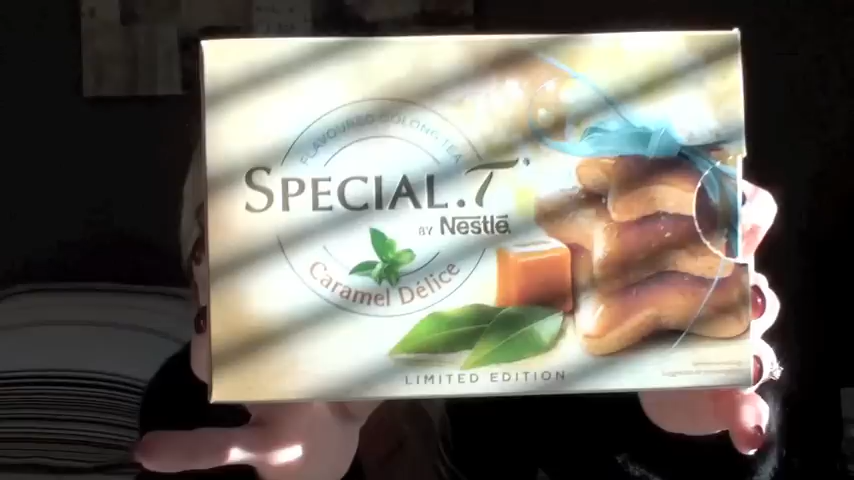 FLAVOURED OOLONG TEA
SPECIAL.T®
BY Nestlé
Caramel Délice
LIMITED EDITION